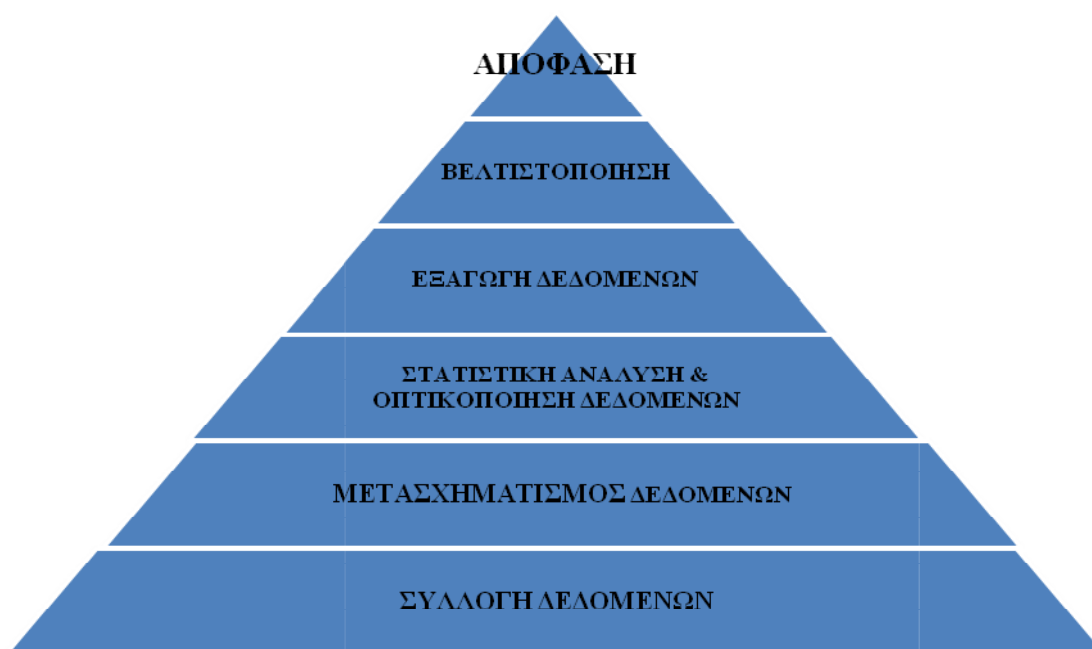 ΑΠΟΦΑΣΗ
ΒΕΛΤΙΣΤΟΠΟΙΗΣΗ
ΕΞΑΓΩΓΗ ΔΕΔΟΜΕΝΩΝ
ΣΤΑΤΙΣΤΙΚΗ ΑΝΑΛΥΣΗ &
ΟΠΤΙΚΟΠΟΙΗΣΗ ΔΕΔΟΜΕΝΩΝ
ΜΕΤΑΣΧΗΜΑΤΙΣΜΟΣ ΔΕΔΟΜΕΝΩΝ
ΣΥΛΛΟΓΗ ΔΕΔΟΜΕΝΩΝ